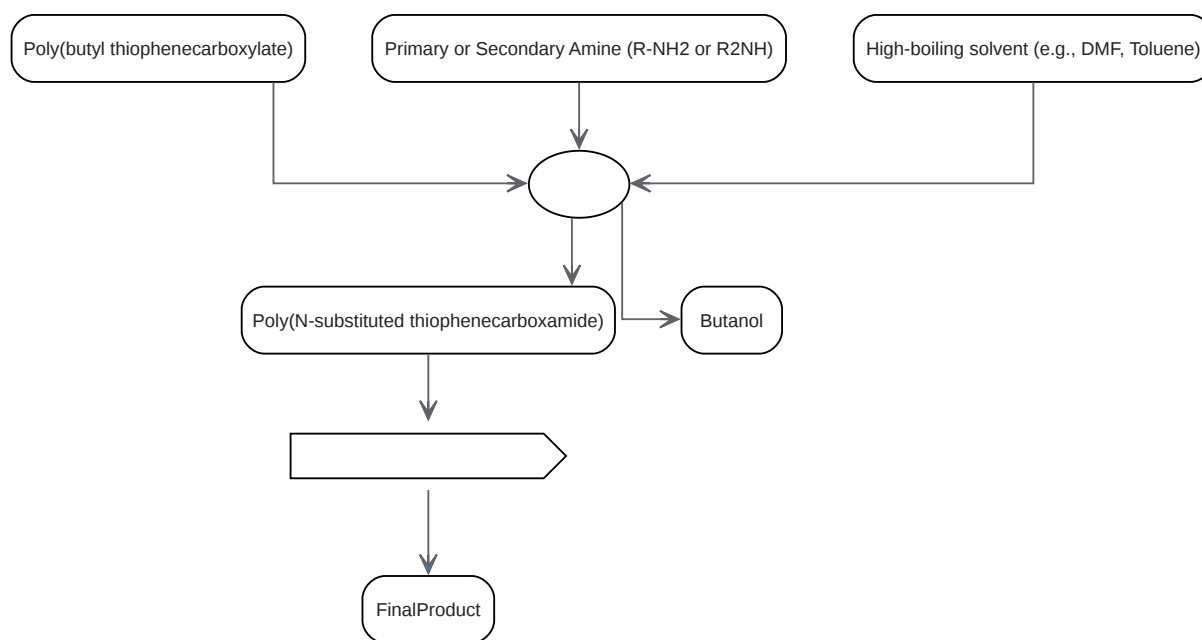 Poly(butyl thiophenecarboxylate)
Primary or Secondary Amine (R-NH2 or R2NH)
High-boiling solvent (e.g., DMF, Toluene)
Poly(N-substituted thiophenecarboxamide)
Butanol
FinalProduct